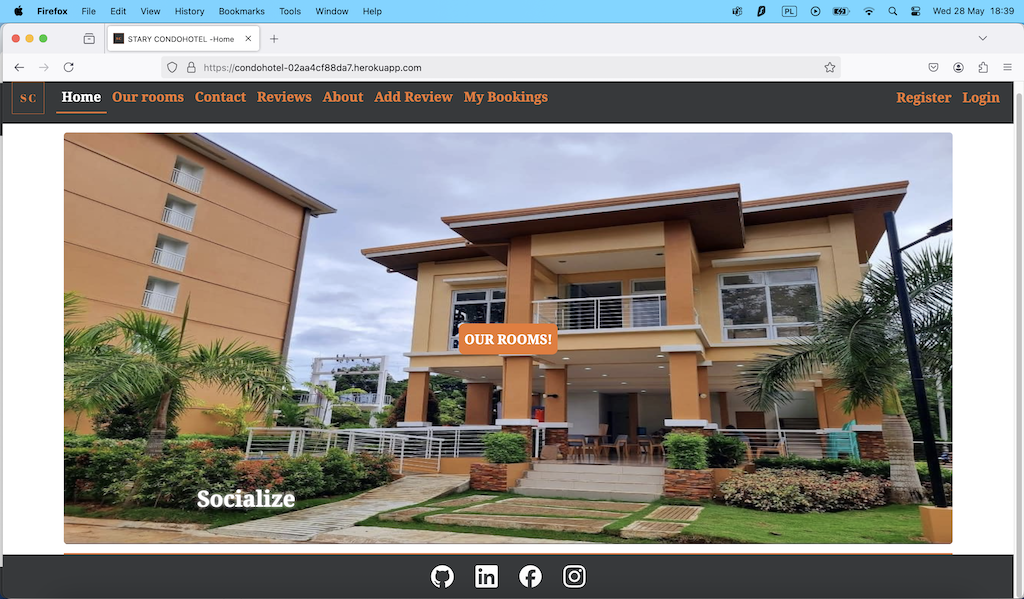 Firefox File Edit View History Bookmarks Tools Window Help PL Wed 28 May 18:39
STARY CONDOHOTEL -Home
https://condohotel-02aa4cf88da7.herokuapp.com
S C Home Our rooms Contact Reviews About Add Review My Bookings Register Login
OUR ROOMS!
Socialize
in